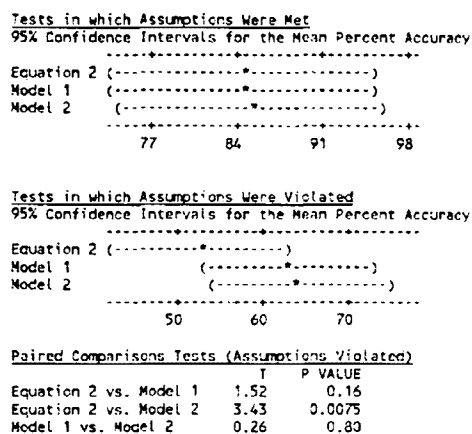 Tests in which Assumptions Were Met
95% Confidence Intervals for the Mean Percent Accuracy
-----+---------+---------+---------+-
Equation 2 (---------------*---------------)
Model 1 (---------------*---------------)
Model 2 (---------------*---------------)
-----+---------+---------+---------+-
77 84 91 98
Tests in which Assumptions Were Violated
95% Confidence Intervals for the Mean Percent Accuracy
--------+---------+---------+--------
Equation 2 (----------*---------)
Model 1 (----------*---------)
Model 2 (----------*----------)
--------+---------+---------+--------
50 60 70
Paired Comparisons Tests (Assumptions Violated)
T P VALUE
Equation 2 vs. Model 1 1.52 0.16
Equation 2 vs. Model 2 3.43 0.0075
Model 1 vs. Model 2 0.26 0.80